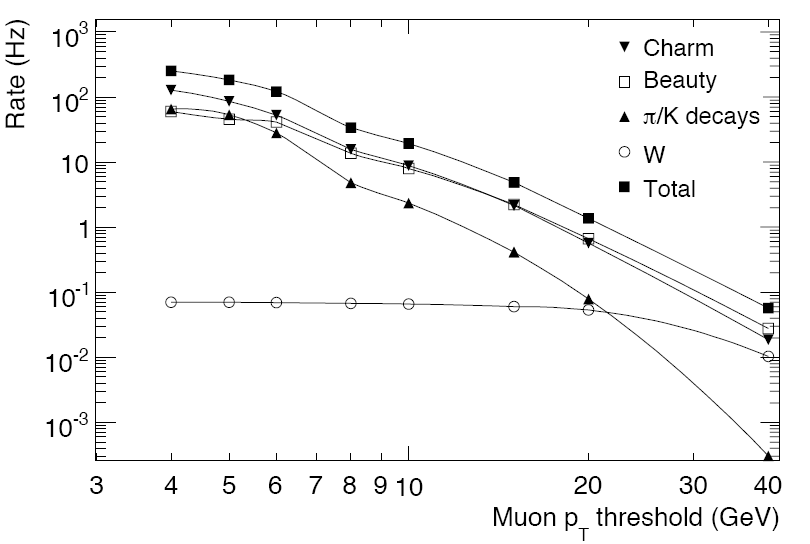 Rate (Hz)
10³
10²
10
1
10⁻¹
10⁻²
10⁻³
Charm
Beauty
π/K decays
W
Total
3 4 5 6 7 8 9 10 20 30 40
Muon p_T threshold (GeV)